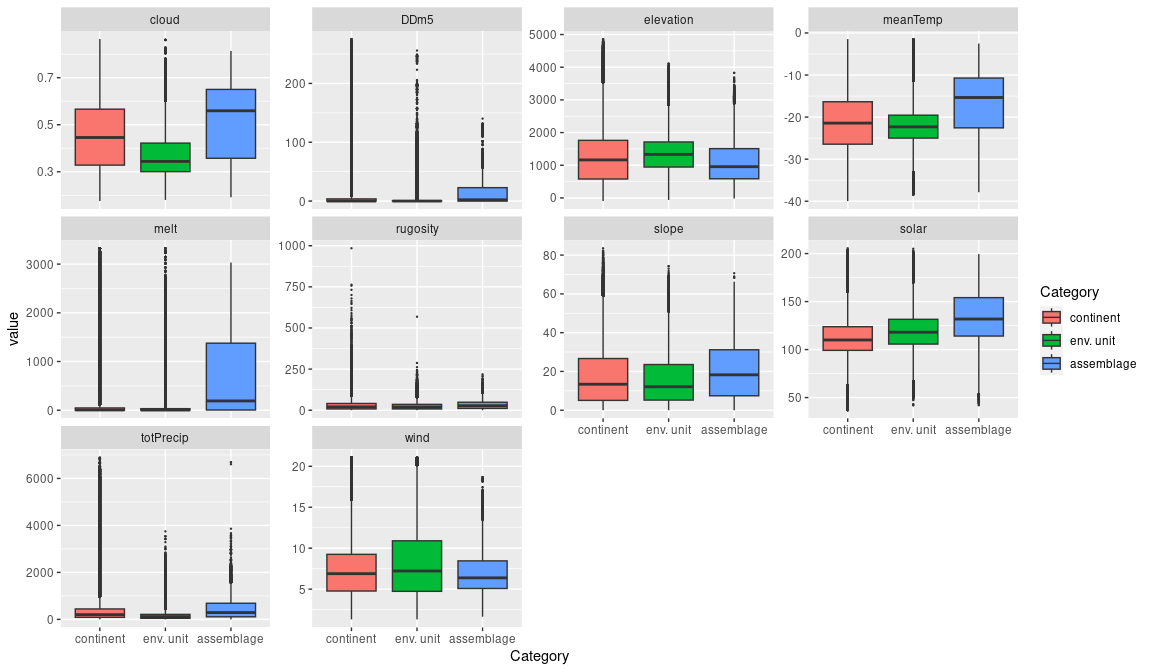 cloud
DDm5
elevation
meanTemp
0.7
0.5
0.3
200
100
0
5000
4000
3000
2000
1000
0
0
-10
-20
-30
-40
melt
rugosity
slope
solar
3000
2000
1000
0
1000
750
500
250
0
80
60
40
20
0
200
150
100
50
continent env. unit assemblage
continent env. unit assemblage
totPrecip
wind
6000
4000
2000
0
20
15
10
5
continent env. unit assemblage
continent env. unit assemblage
value
Category
Category
continent
env. unit
assemblage